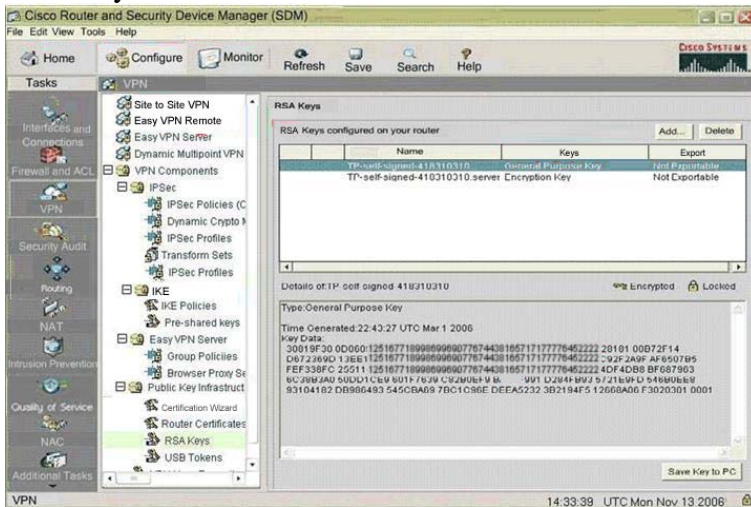 Cisco Router and Security Device Manager (SDM)
File Edit View Tools Help
Home
Configure
Monitor
Refresh
Save
Search
Help
CISCO SYSTEMS
Tasks
VPN
Interfaces and
Connections
Firewall and ACL
VPN
Security Audit
Routing
NAT
Intrusion Prevention
Quality of Service
NAC
Additional Tasks
Site to Site VPN
Easy VPN Remote
Easy VPN Server
Dynamic Multipoint VPN
VPN Components
IPSec
IPSec Policies (C
Dynamic Crypto M
IPSec Profiles
Transform Sets
IPSec Profiles
IKE
IKE Policies
Pre-shared keys
Easy VPN Server
Group Policiies
Browser Proxy Se
Public Key Infrastruct
Certification Wizard
Router Certificates
RSA Keys
USB Tokens
RSA Keys
RSA Keys configured on your router
Add...
Delete
Name Keys Export
TP-self-signed-418310310 General Purpose Key Not Exportable
TP-self-signed-418310310.server Encryption Key Not Exportable
Details of:TP-self-signed-418310310
Encrypted
Locked
Type:General Purpose Key
Time Generated:22:43:27 UTC Mar 1 2006
Key Data:
Save Key to PC
VPN
14:33:39 UTC Mon Nov 13 2006